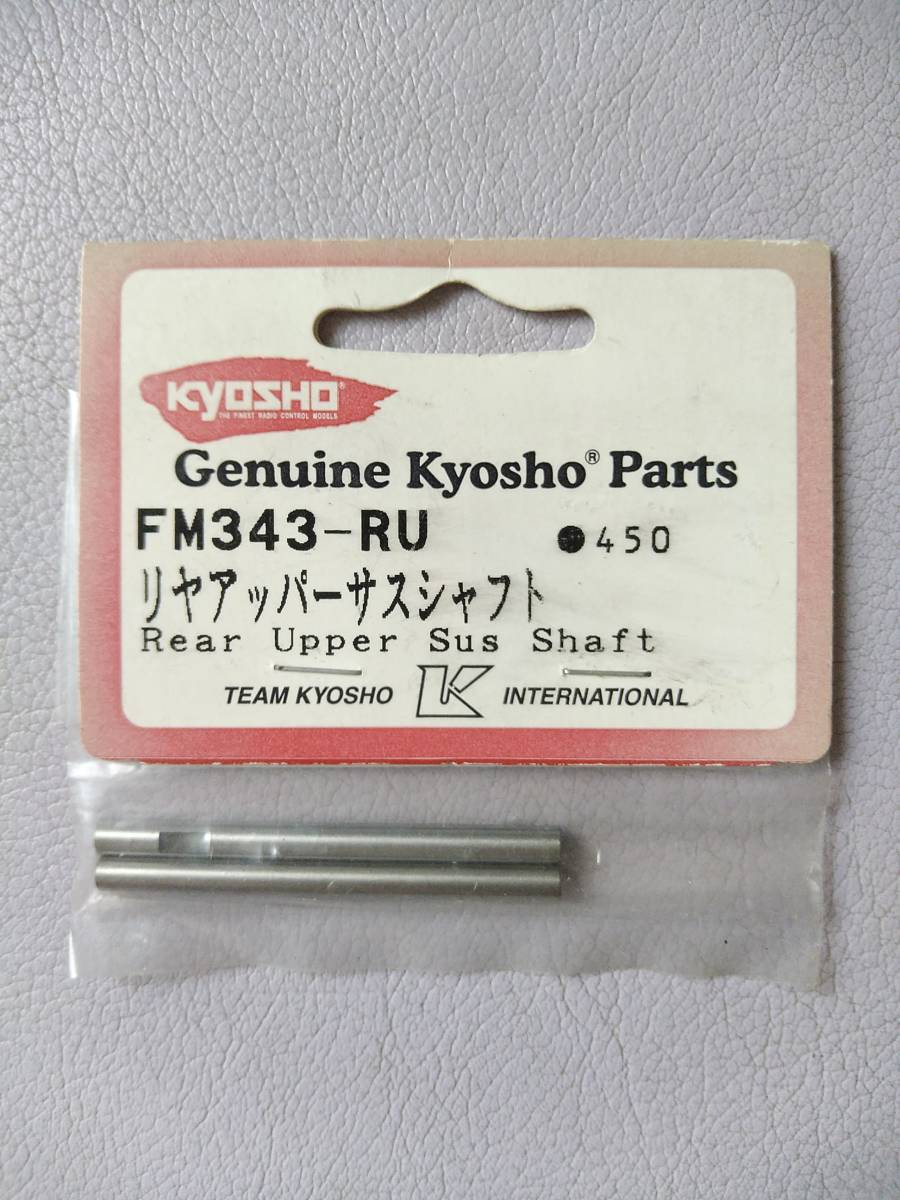 KYOSHO®
THE FINEST RADIO CONTROL MODELS
Genuine Kyosho® Parts
FM343-RU ●450
リヤアッパーサスシャフト
Rear Upper Sus Shaft
TEAM KYOSHO K INTERNATIONAL